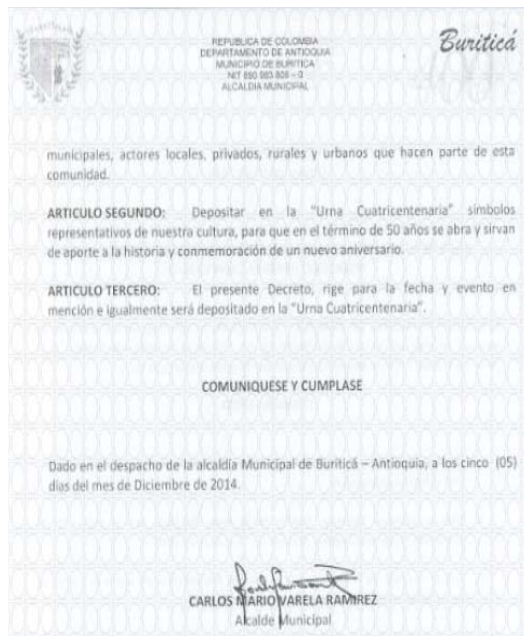 REPUBLICA DE COLOMBIA
DEPARTAMENTO DE ANTIOQUIA
MUNICIPIO DE BURITICA
NIT 890 983 808 – 0
ALCALDIA MUNICIPAL
Buriticá
municipales, actores locales, privados, rurales y urbanos que hacen parte de esta
comunidad.
ARTICULO SEGUNDO: Depositar en la "Urna Cuatricentenaria" símbolos
representativos de nuestra cultura, para que en el término de 50 años se abra y sirvan
de aporte a la historia y conmemoración de un nuevo aniversario.
ARTICULO TERCERO: El presente Decreto, rige para la fecha y evento en
mención e igualmente será depositado en la "Urna Cuatricentenaria".
COMUNIQUESE Y CUMPLASE
Dado en el despacho de la alcaldía Municipal de Buriticá – Antioquia, a los cinco (05)
días del mes de Diciembre de 2014.
CARLOS MARIO VARELA RAMIREZ
Alcalde Municipal